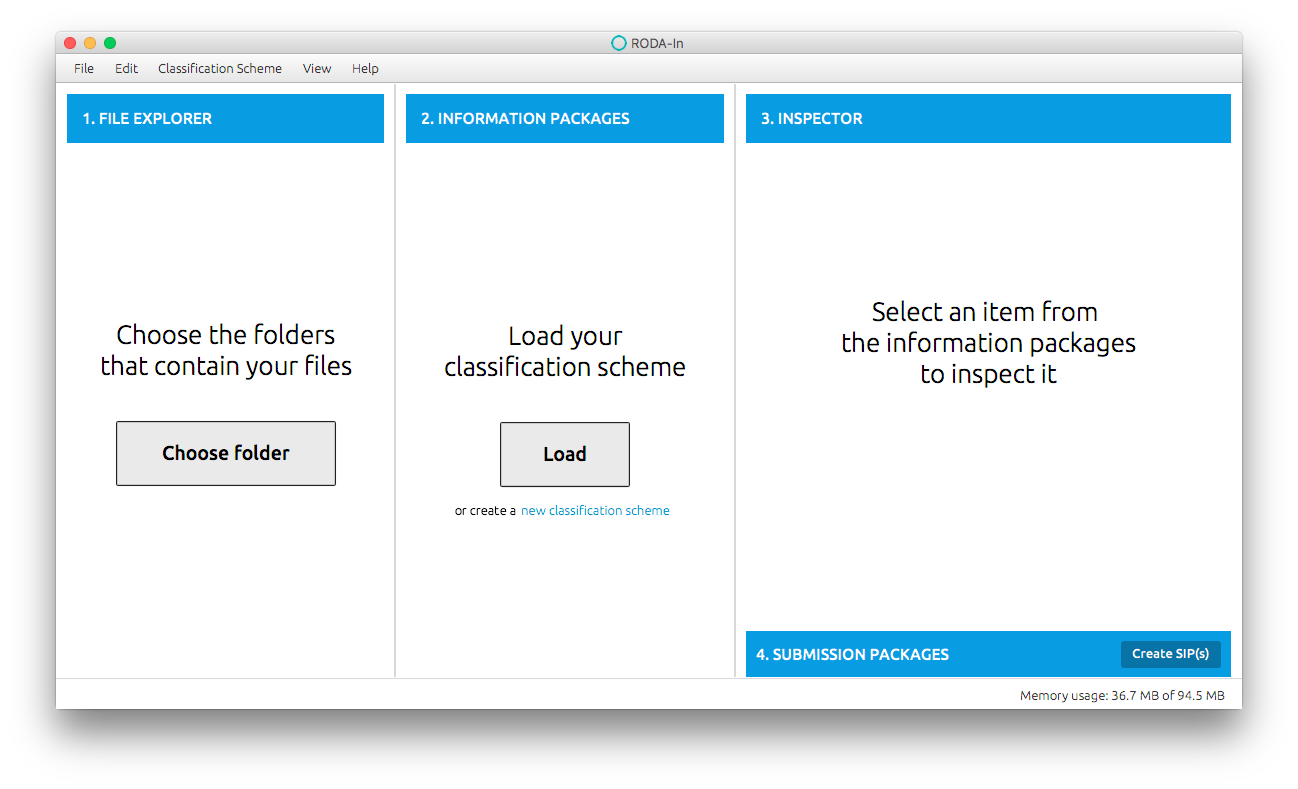 RODA-In
File Edit Classification Scheme View Help
1. FILE EXPLORER
Choose the folders
that contain your files
Choose folder
2. INFORMATION PACKAGES
Load your
classification scheme
Load
or create a new classification scheme
3. INSPECTOR
Select an item from
the information packages
to inspect it
4. SUBMISSION PACKAGES
Create SIP(s)
Memory usage: 36.7 MB of 94.5 MB